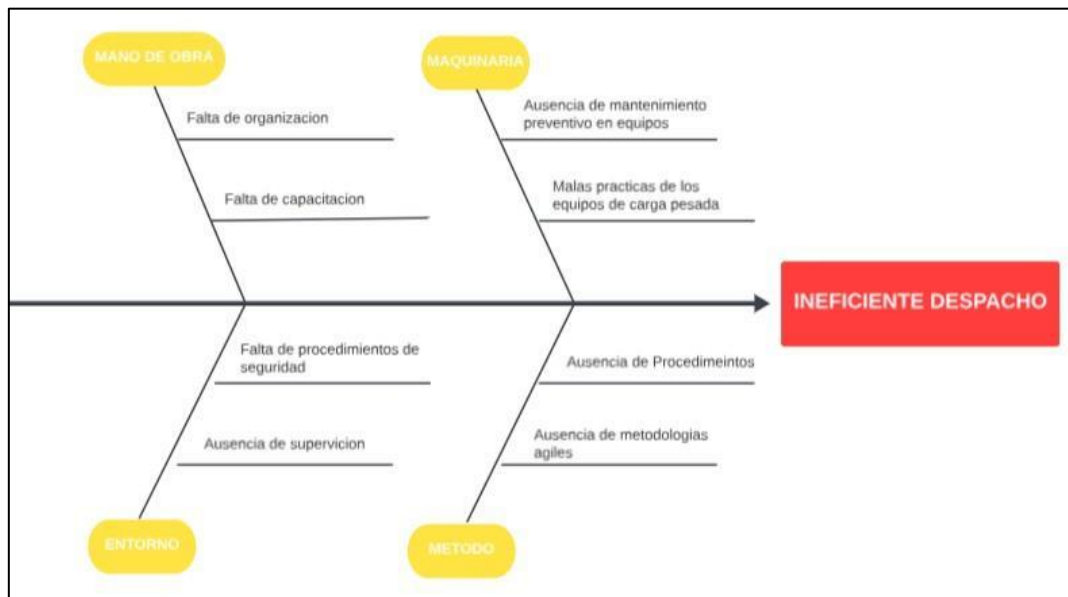 MANO DE OBRA
MAQUINARIA
Falta de organizacion
Ausencia de mantenimiento
preventivo en equipos
Falta de capacitacion
Malas practicas de los
equipos de carga pesada
INEFICIENTE DESPACHO
Falta de procedimientos de
seguridad
Ausencia de Procedimeintos
Ausencia de supervicion
Ausencia de metodologias
agiles
ENTORNO
METODO